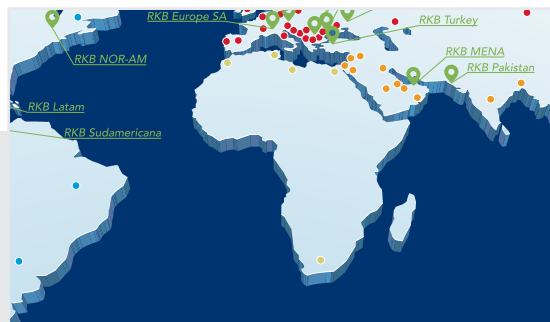 RKB Europe SA
RKB Turkey
RKB NOR-AM
RKB MENA
RKB Pakistan
RKB Latam
RKB Sudamericana